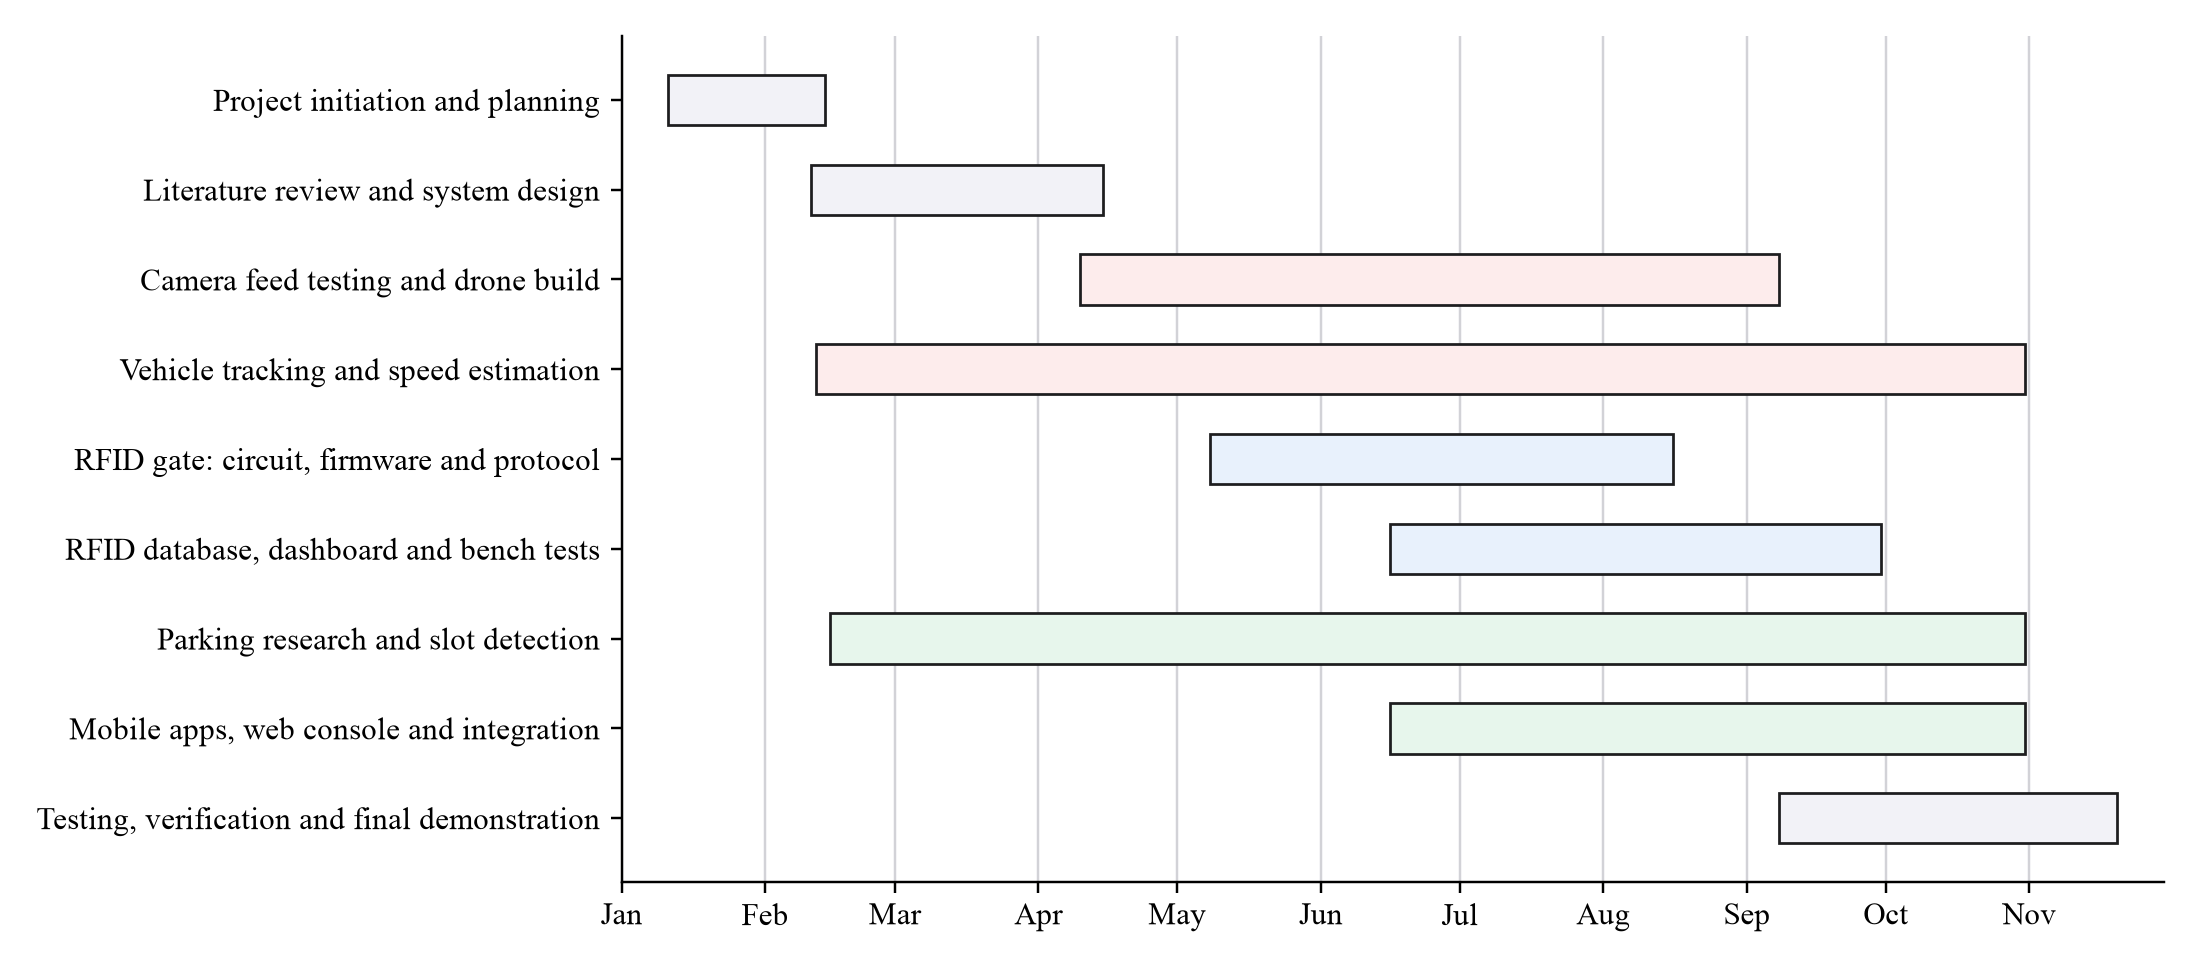 Project initiation and planning
Literature review and system design
Camera feed testing and drone build
Vehicle tracking and speed estimation
RFID gate: circuit, firmware and protocol
RFID database, dashboard and bench tests
Parking research and slot detection
Mobile apps, web console and integration
Testing, verification and final demonstration
Jan Feb Mar Apr May Jun Jul Aug Sep Oct Nov